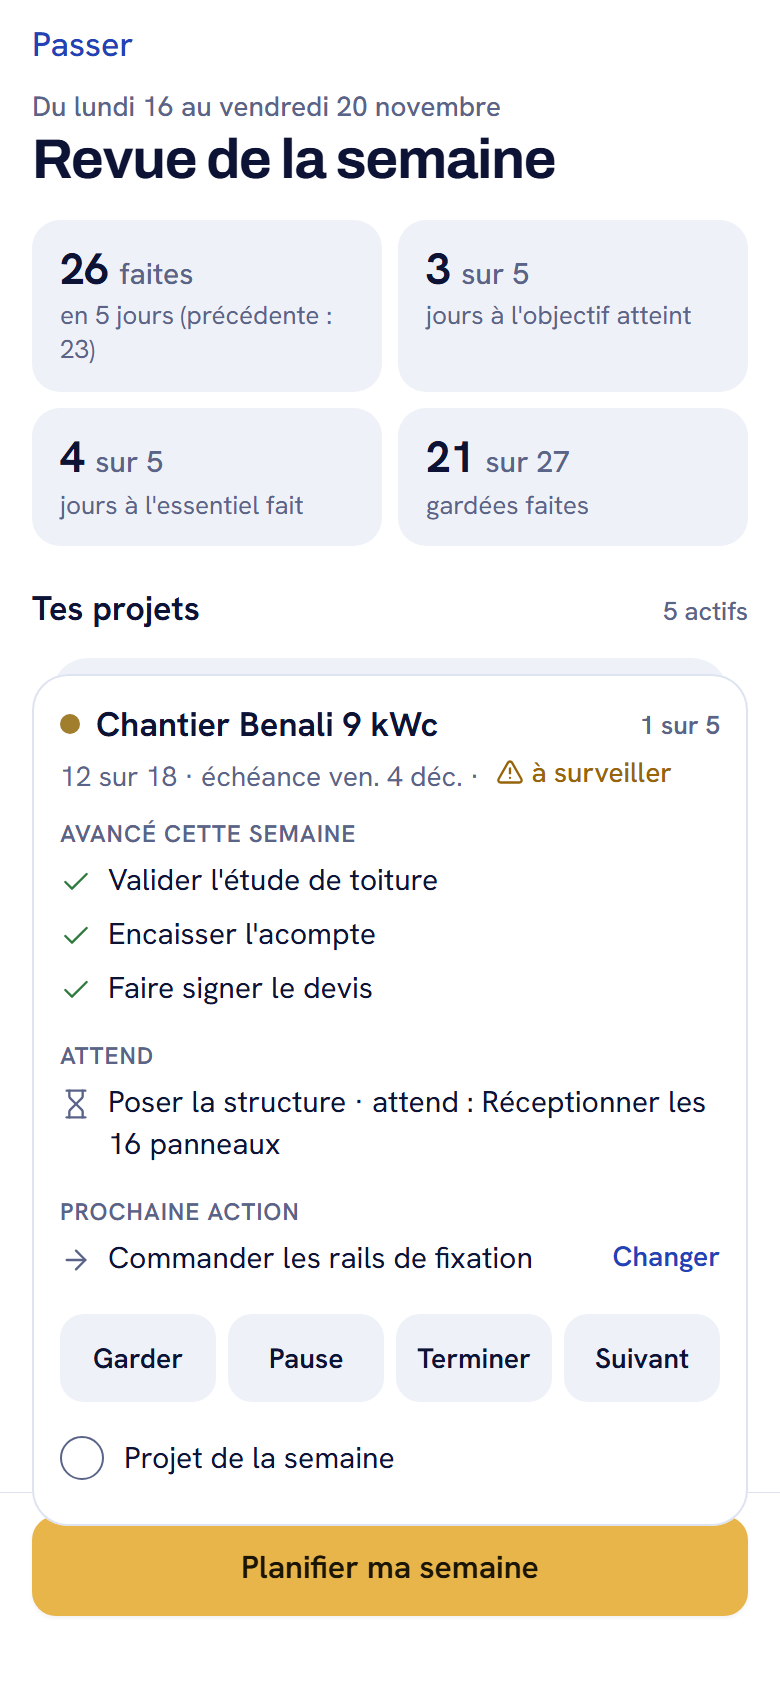 Passer
Du lundi 16 au vendredi 20 novembre
Revue de la semaine
26 faites
en 5 jours (précédente :
23)
3 sur 5
jours à l'objectif atteint
4 sur 5
jours à l'essentiel fait
21 sur 27
gardées faites
Tes projets
5 actifs
Chantier Benali 9 kWc
1 sur 5
12 sur 18 · échéance ven. 4 déc. · à surveiller
AVANCÉ CETTE SEMAINE
Valider l'étude de toiture
Encaisser l'acompte
Faire signer le devis
ATTEND
Poser la structure · attend : Réceptionner les
16 panneaux
PROCHAINE ACTION
Commander les rails de fixation
Changer
Garder
Pause
Terminer
Suivant
Projet de la semaine
Planifier ma semaine